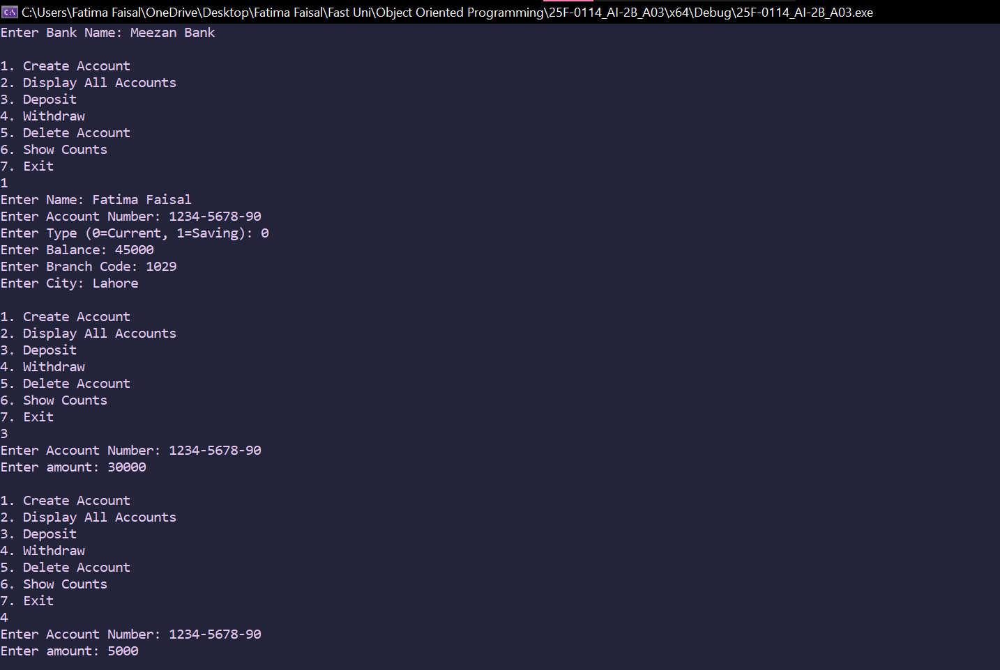 C:\Users\Fatima Faisal\OneDrive\Desktop\Fatima Faisal\Fast Uni\Object Oriented Programming\25F-0114_AI-2B_A03\x64\Debug\25F-0114_AI-2B_A03.exe
Enter Bank Name: Meezan Bank
1. Create Account
2. Display All Accounts
3. Deposit
4. Withdraw
5. Delete Account
6. Show Counts
7. Exit
1
Enter Name: Fatima Faisal
Enter Account Number: 1234-5678-90
Enter Type (0=Current, 1=Saving): 0
Enter Balance: 45000
Enter Branch Code: 1029
Enter City: Lahore
1. Create Account
2. Display All Accounts
3. Deposit
4. Withdraw
5. Delete Account
6. Show Counts
7. Exit
3
Enter Account Number: 1234-5678-90
Enter amount: 30000
1. Create Account
2. Display All Accounts
3. Deposit
4. Withdraw
5. Delete Account
6. Show Counts
7. Exit
4
Enter Account Number: 1234-5678-90
Enter amount: 5000